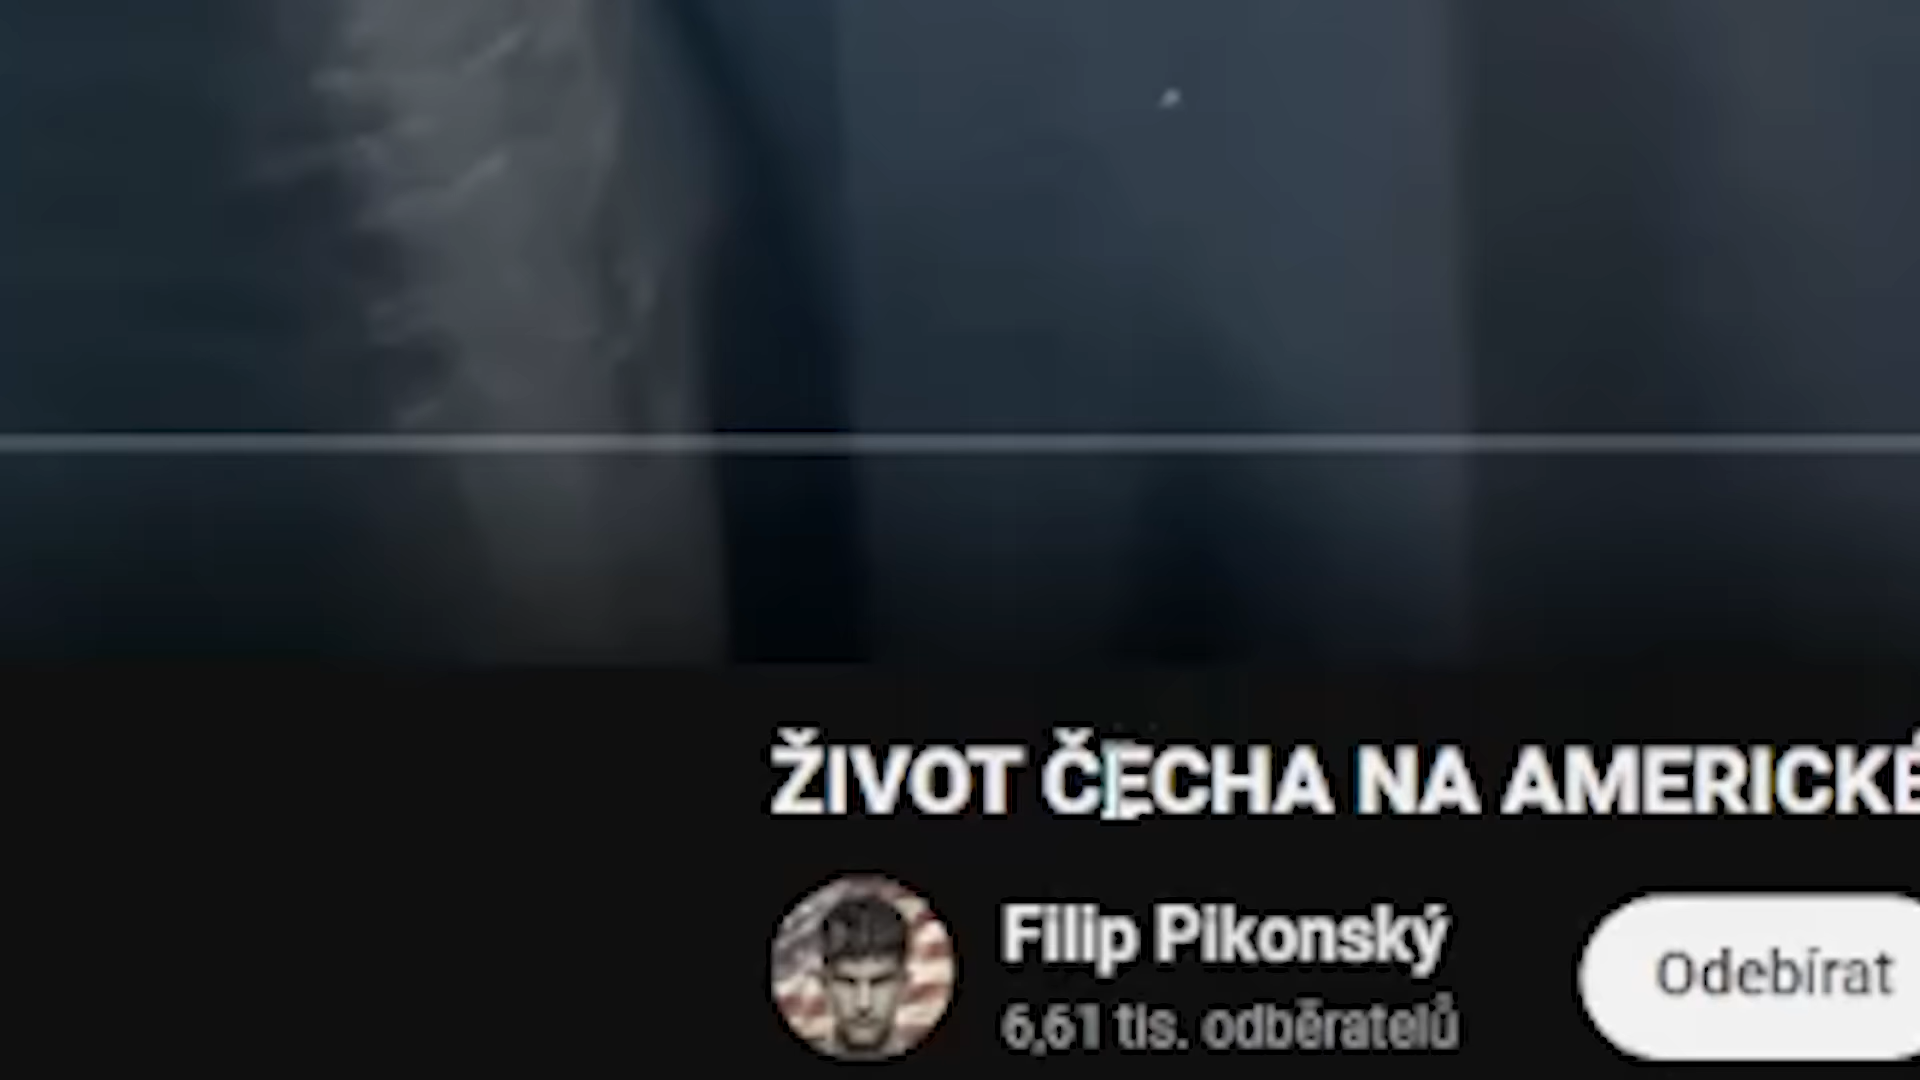 ŽIVOT ČECHA NA AMERICKÉ
Filip Pikonský
6,61 tis. odběratelů
Odebírat